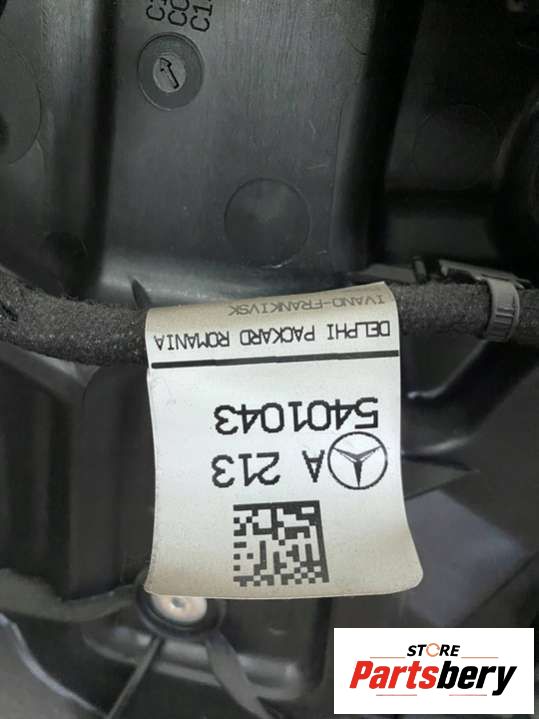 A 213
5401043
DELPHI PACKARD ROMANIA
IVANO-FRANKIVSK
STORE
Partsbery